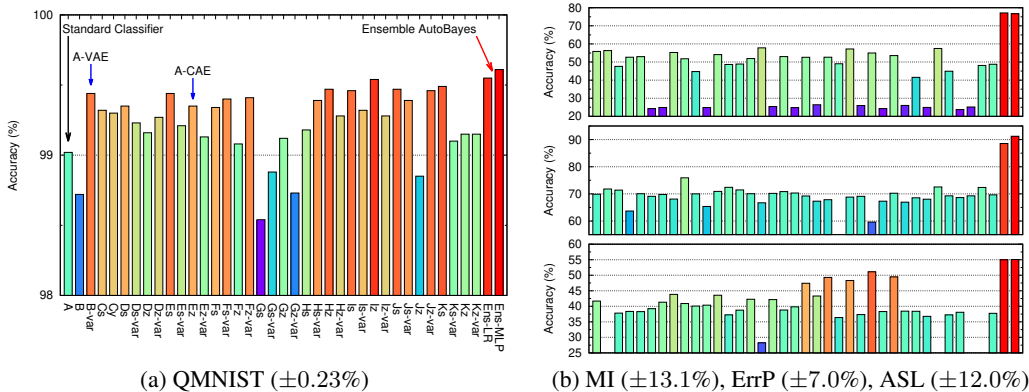 100
99
98
Accuracy (%)
Standard Classifier
A-VAE
A-CAE
Ensemble AutoBayes
A
B
B-var
Cs
Cy
Ds
Ds-var
Dz
Dz-var
Es
Es-var
Ez
Ez-var
Fs
Fs-var
Fz
Fz-var
Gs
Gs-var
Gz
Gz-var
Hs
Hs-var
Hz
Hz-var
Is
Is-var
Iz
Iz-var
Js
Js-var
Jz
Jz-var
Ks
Ks-var
Kz
Kz-var
Ens-LR
Ens-MLP
(a) QMNIST (±0.23%)
80
70
60
50
40
30
20
Accuracy (%)
90
80
70
60
Accuracy (%)
60
55
50
45
40
35
30
25
Accuracy (%)
(b) MI (±13.1%), ErrP (±7.0%), ASL (±12.0%)